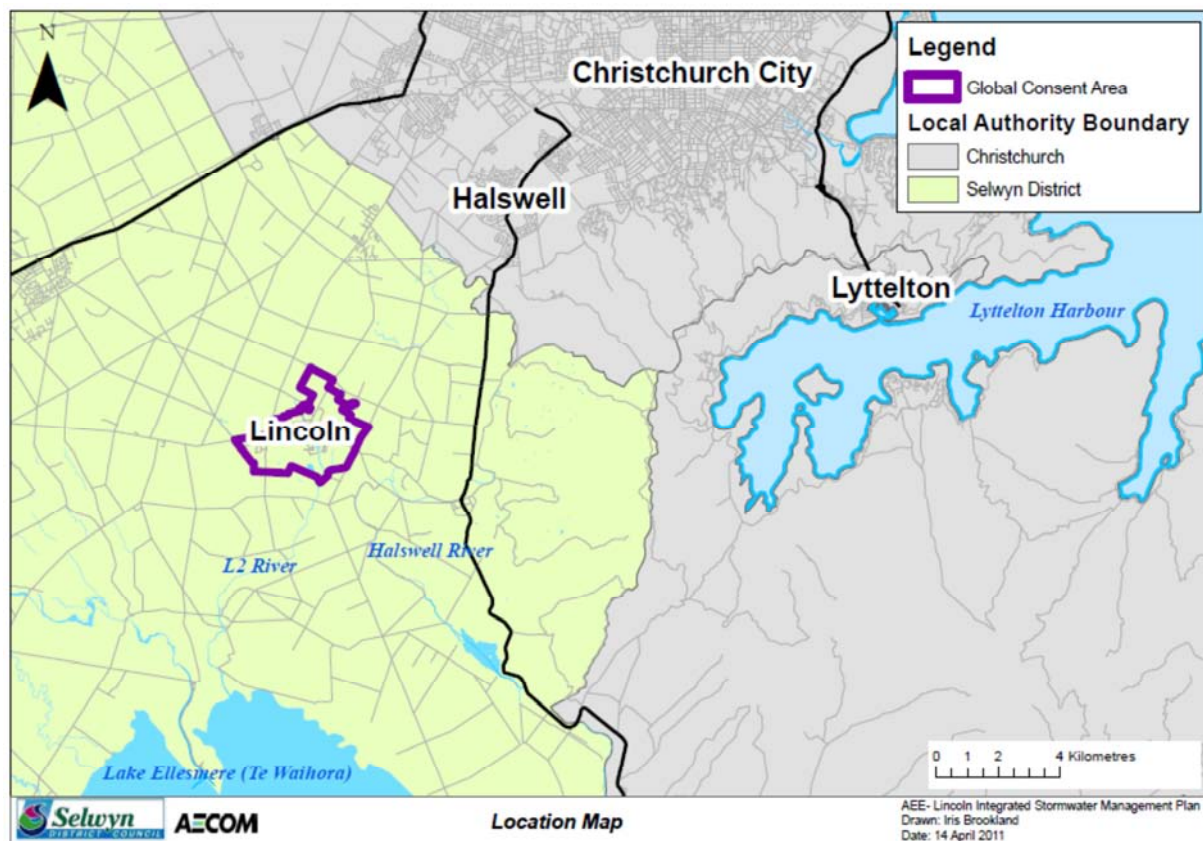 N
Christchurch City
Halswell
Lyttelton
Lyttelton Harbour
Lincoln
L2 River
Halswell River
Lake Ellesmere (Te Waihora)
Legend
Global Consent Area
Local Authority Boundary
Christchurch
Selwyn District
0 1 2 4 Kilometres
Selwyn
DISTRICT COUNCIL
AECOM
Location Map
AEE- Lincoln Integrated Stormwater Management Plan
Drawn: Iris Brookland
Date: 14 April 2011